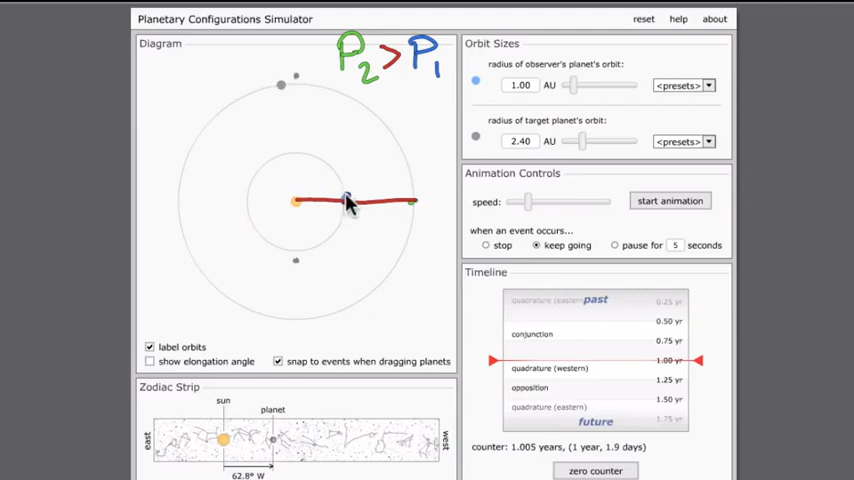 Planetary Configurations Simulator
reset help about
Diagram
P2 > P1
label orbits
show elongation angle
snap to events when dragging planets
Orbit Sizes
radius of observer's planet's orbit:
1.00 AU <presets>
radius of target planet's orbit:
2.40 AU <presets>
Animation Controls
speed: start animation
when an event occurs...
stop keep going pause for 5 seconds
Timeline
quadrature (eastern) past 0.25 yr
0.50 yr
conjunction
0.75 yr
1.00 yr
quadrature (western)
1.25 yr
opposition
1.50 yr
quadrature (eastern)
future 1.75 yr
counter: 1.005 years, (1 year, 1.9 days)
zero counter
Zodiac Strip
sun
planet
east
west
62.8° W